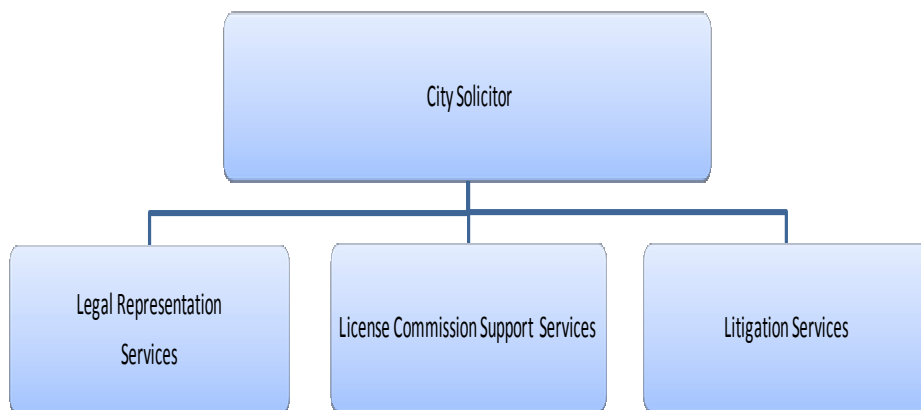 City Solicitor
Legal Representation
Services
License Commission Support Services
Litigation Services